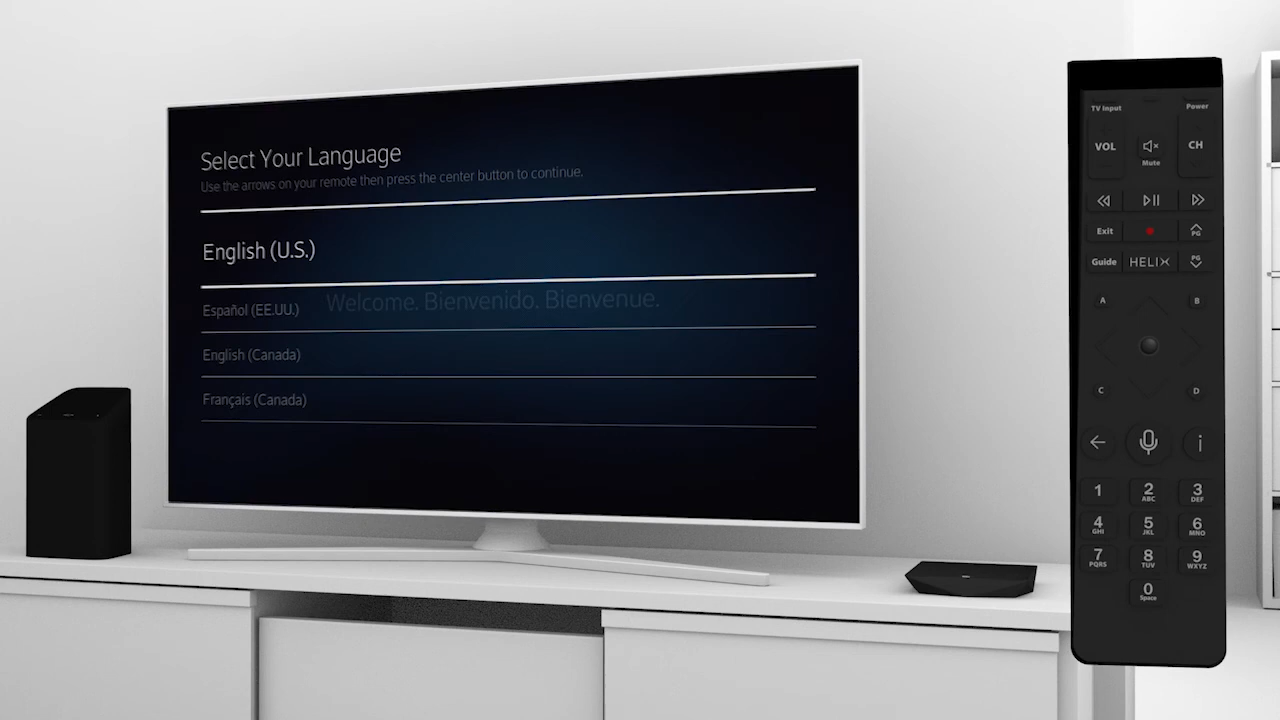 Select Your Language
Use the arrows on your remote then press the center button to continue.
English (U.S.)
Español (EE.UU.)
Welcome. Bienvenido. Bienvenue.
English (Canada)
Français (Canada)
TV Input
Power
VOL
Mute
CH
Exit
PG
Guide
HELIX
PG
A
B
C
D
i
1
2
ABC
3
DEF
4
GHI
5
JKL
6
MNO
7
PQRS
8
TUV
9
WXYZ
0
Space